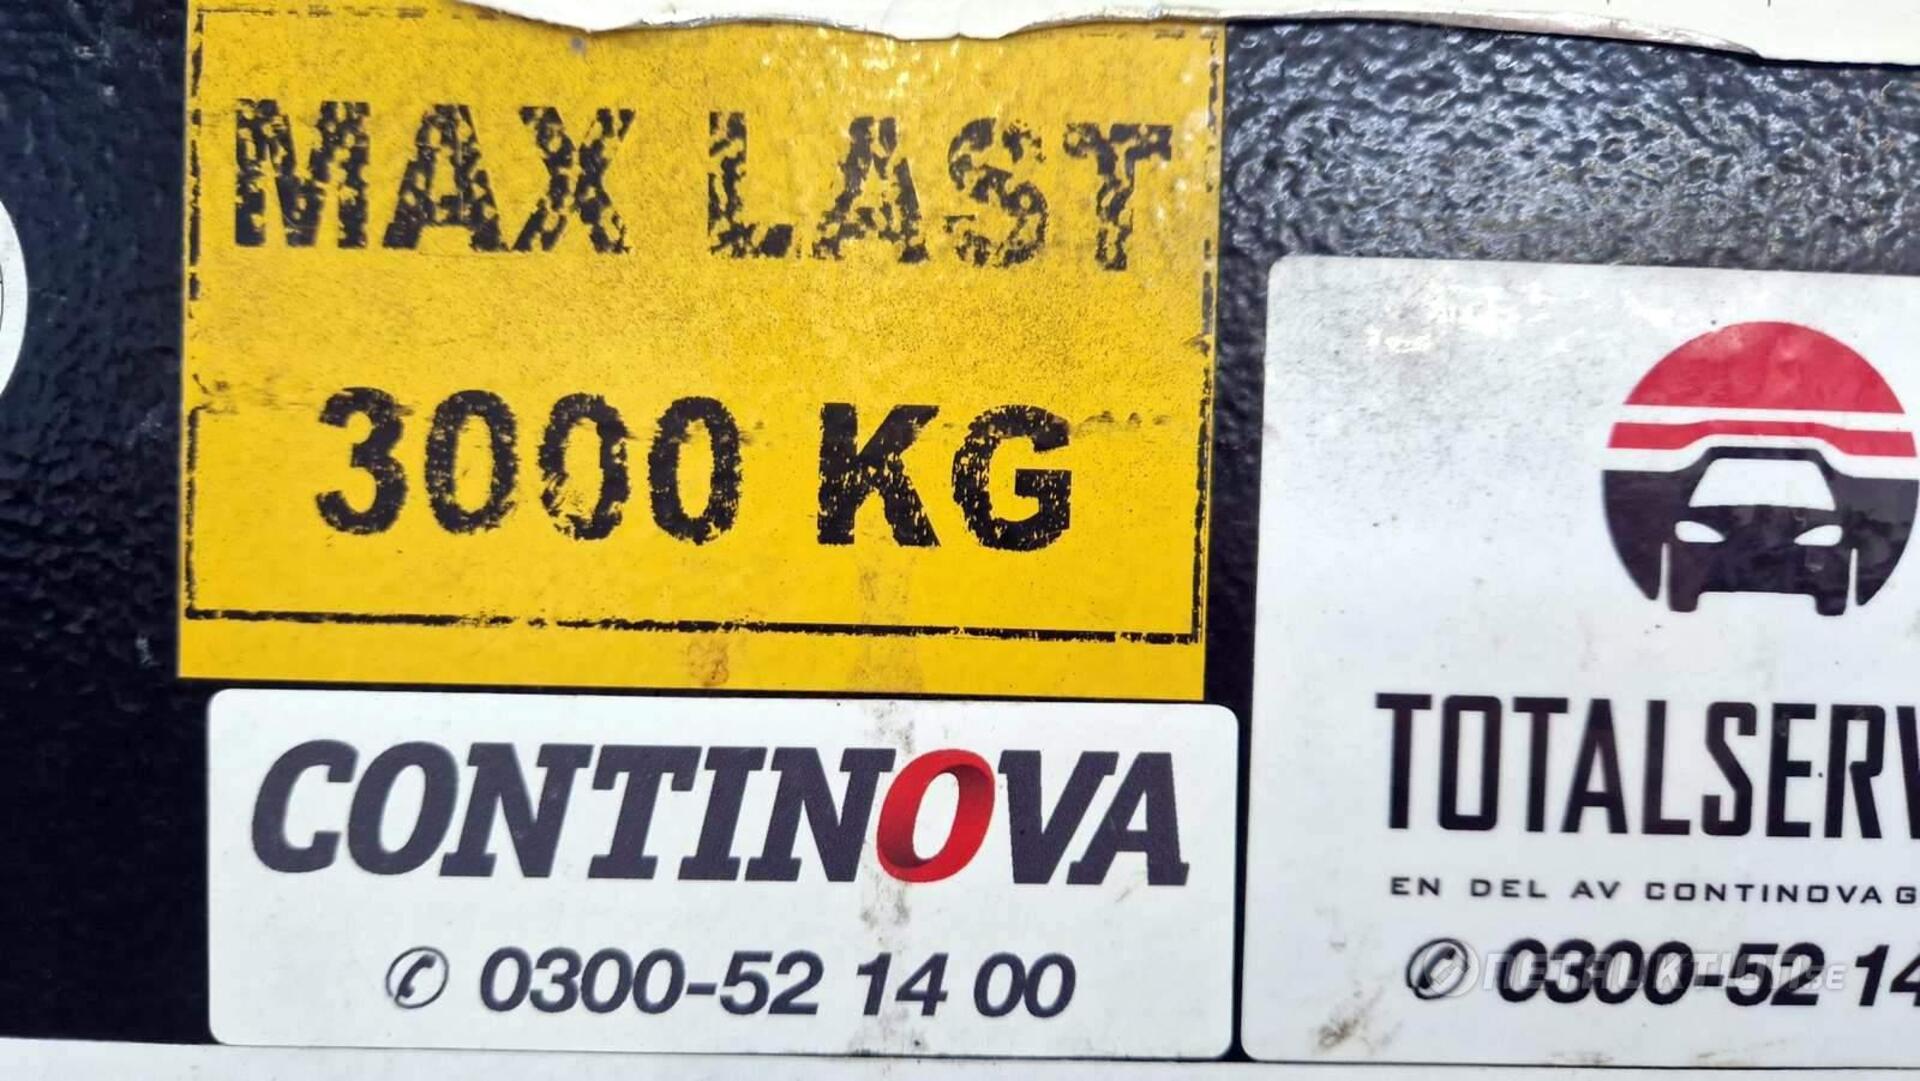 MAX LAST
3000 KG
CONTINOVA
0300-52 14 00
TOTALSERV
EN DEL AV CONTINOVA G
0300-52 14